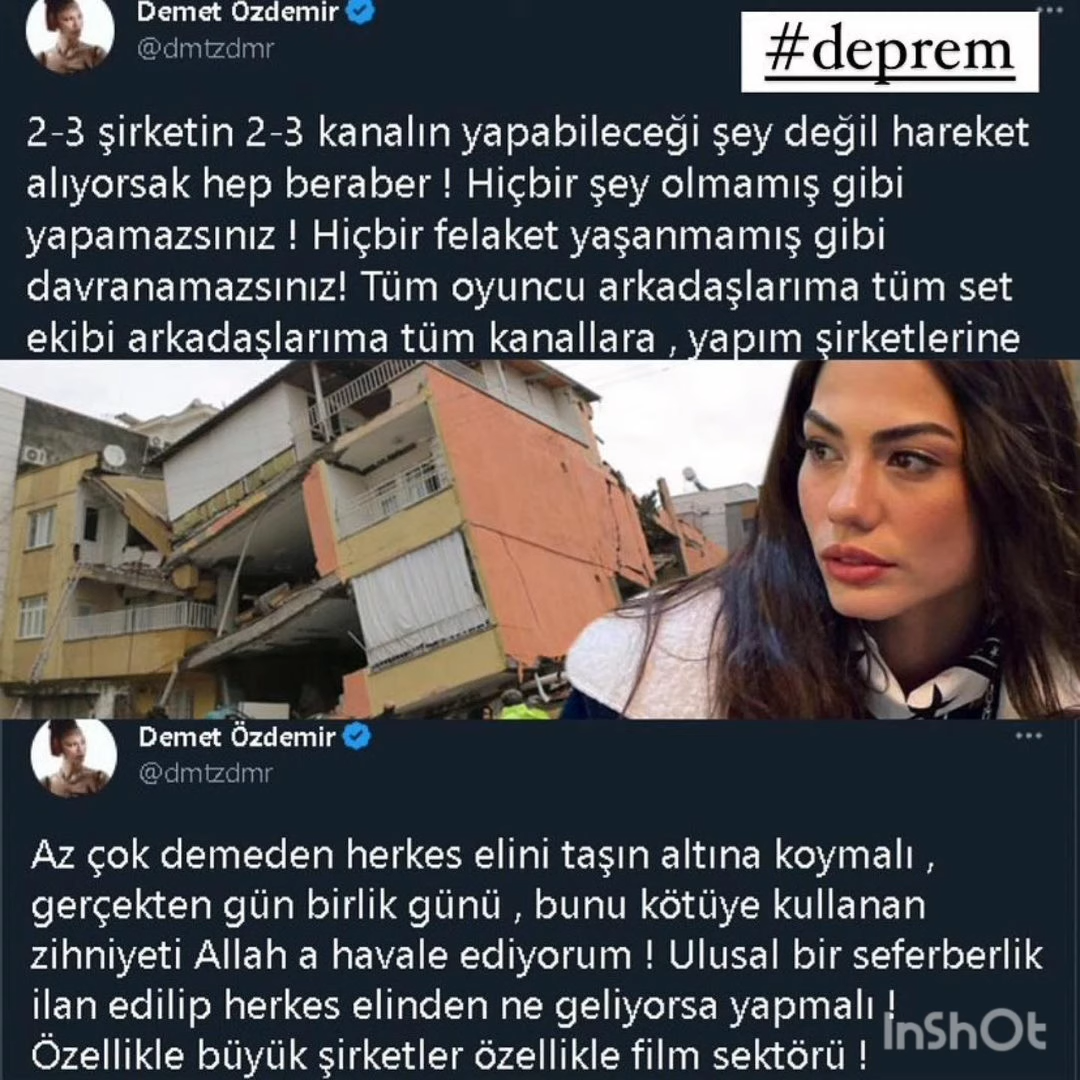 Demet Özdemir
@dmtzdmr
#deprem
2-3 şirketin 2-3 kanalın yapabileceği şey değil hareket
alıyorsak hep beraber ! Hiçbir şey olmamış gibi
yapamazsınız ! Hiçbir felaket yaşanmamış gibi
davranamazsınız! Tüm oyuncu arkadaşlarıma tüm set
ekibi arkadaşlarıma tüm kanallara , yapım şirketlerine
Demet Özdemir
@dmtzdmr
Az çok demeden herkes elini taşın altına koymalı ,
gerçekten gün birlik günü , bunu kötüye kullanan
zihniyeti Allah a havale ediyorum ! Ulusal bir seferberlik
ilan edilip herkes elinden ne geliyorsa yapmalı !
Özellikle büyük şirketler özellikle film sektörü !
InShOt